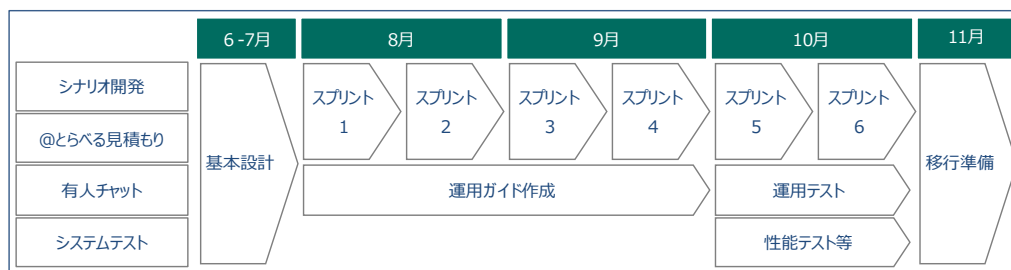 6-7月
8月
9月
10月
11月
シナリオ開発
@とらべる見積もり
有人チャット
システムテスト
基本設計
スプリント
1
スプリント
2
スプリント
3
スプリント
4
スプリント
5
スプリント
6
運用ガイド作成
運用テスト
性能テスト等
移行準備